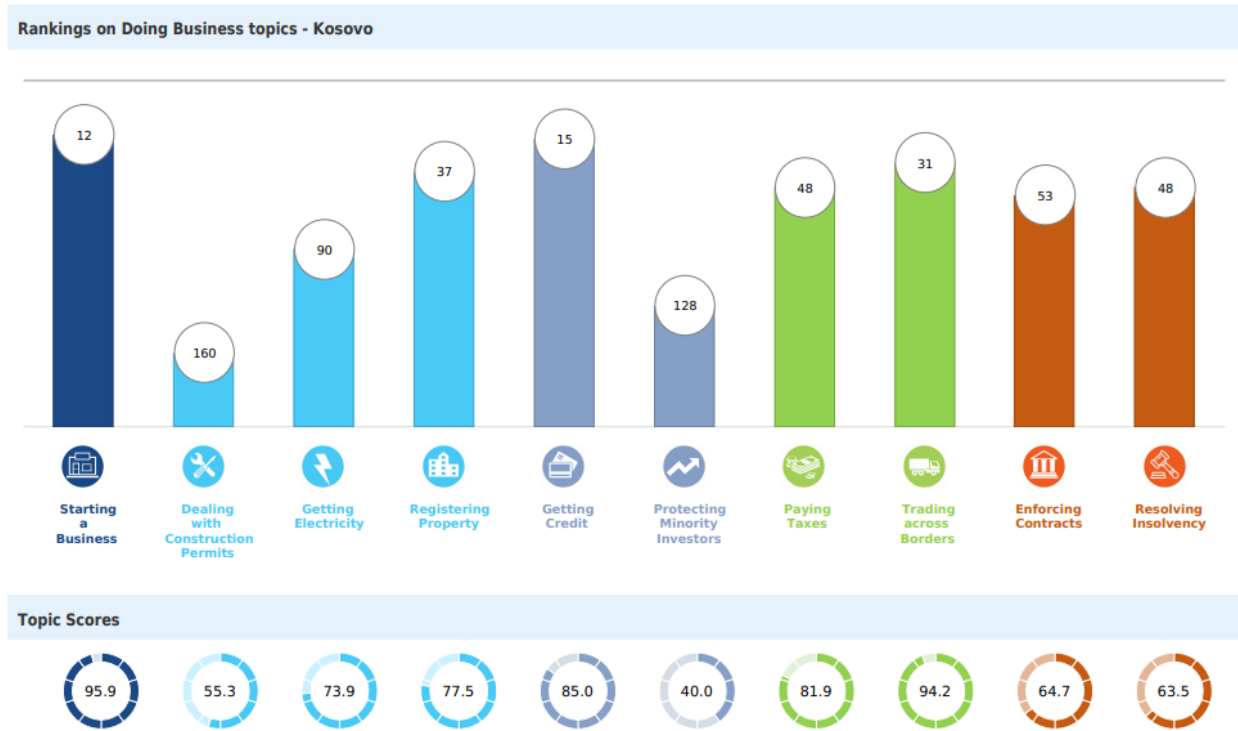 Rankings on Doing Business topics - Kosovo
12
160
90
37
15
128
48
31
53
48
Starting
a
Business
Dealing
with
Construction
Permits
Getting
Electricity
Registering
Property
Getting
Credit
Protecting
Minority
Investors
Paying
Taxes
Trading
across
Borders
Enforcing
Contracts
Resolving
Insolvency
Topic Scores
95.9
55.3
73.9
77.5
85.0
40.0
81.9
94.2
64.7
63.5